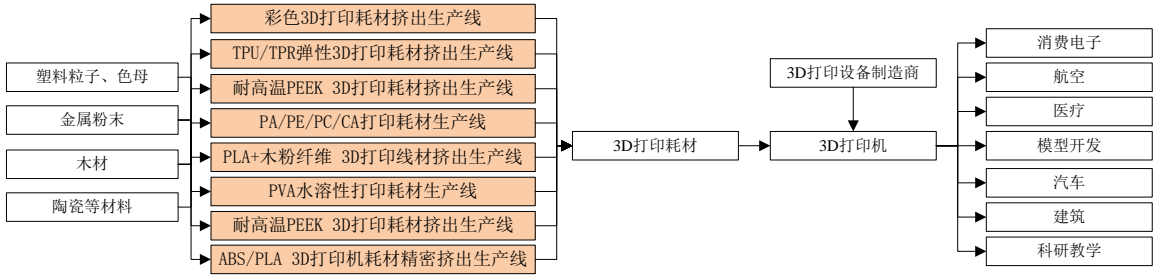 塑料粒子、色母
金属粉末
木材
陶瓷等材料
彩色3D打印耗材挤出生产线
TPU/TPR弹性3D打印耗材挤出生产线
耐高温PEEK 3D打印耗材挤出生产线
PA/PE/PC/CA打印耗材生产线
PLA+木粉纤维 3D打印线材挤出生产线
PVA水溶性打印耗材生产线
耐高温PEEK 3D打印耗材挤出生产线
ABS/PLA 3D打印机耗材精密挤出生产线
3D打印耗材
3D打印设备制造商
3D打印机
消费电子
航空
医疗
模型开发
汽车
建筑
科研教学